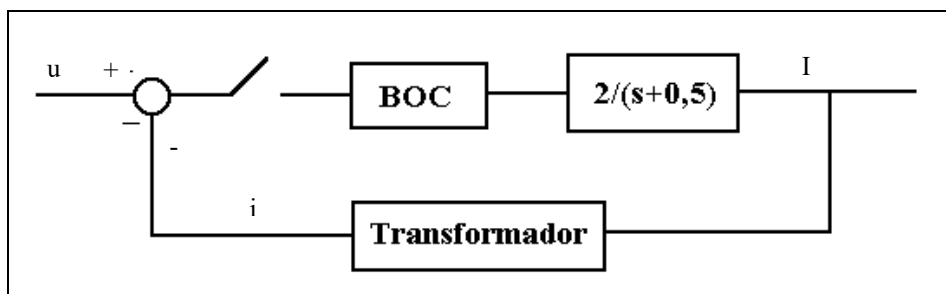 u
+
I
BOC
2/(s+0,5)
–
-
i
Transformador